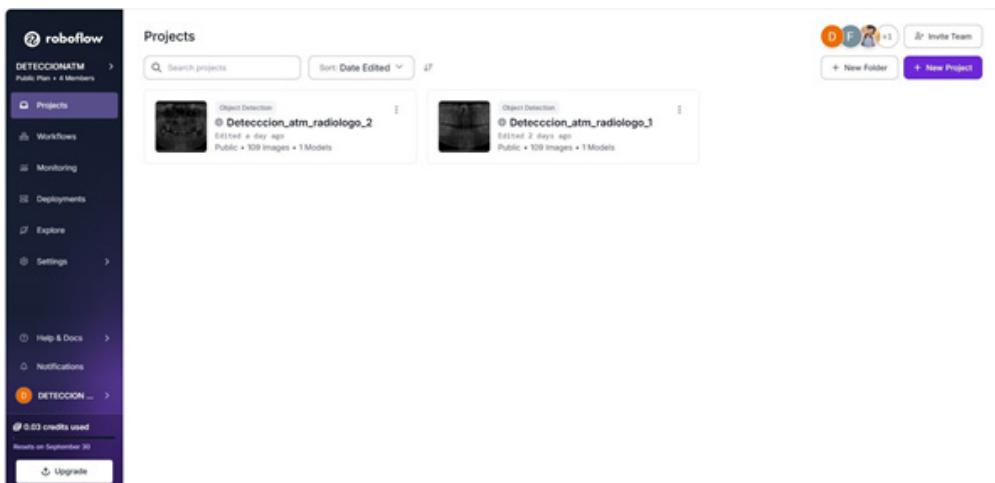 roboflow
DETECCIONATM
Public Plan • 4 Members
Projects
Workflows
Monitoring
Deployments
Explore
Settings
Help & Docs
Notifications
D DETECCION ...
0.03 credits used
Resets on September 30
Upgrade
Projects
D F +1 Invite Team
Search projects
Sort: Date Edited
+ New Folder
+ New Project
Object Detection
Detecccion_atm_radiologo_2
Edited a day ago
Public • 109 Images • 1 Models
Object Detection
Detecccion_atm_radiologo_1
Edited 2 days ago
Public • 109 Images • 1 Models